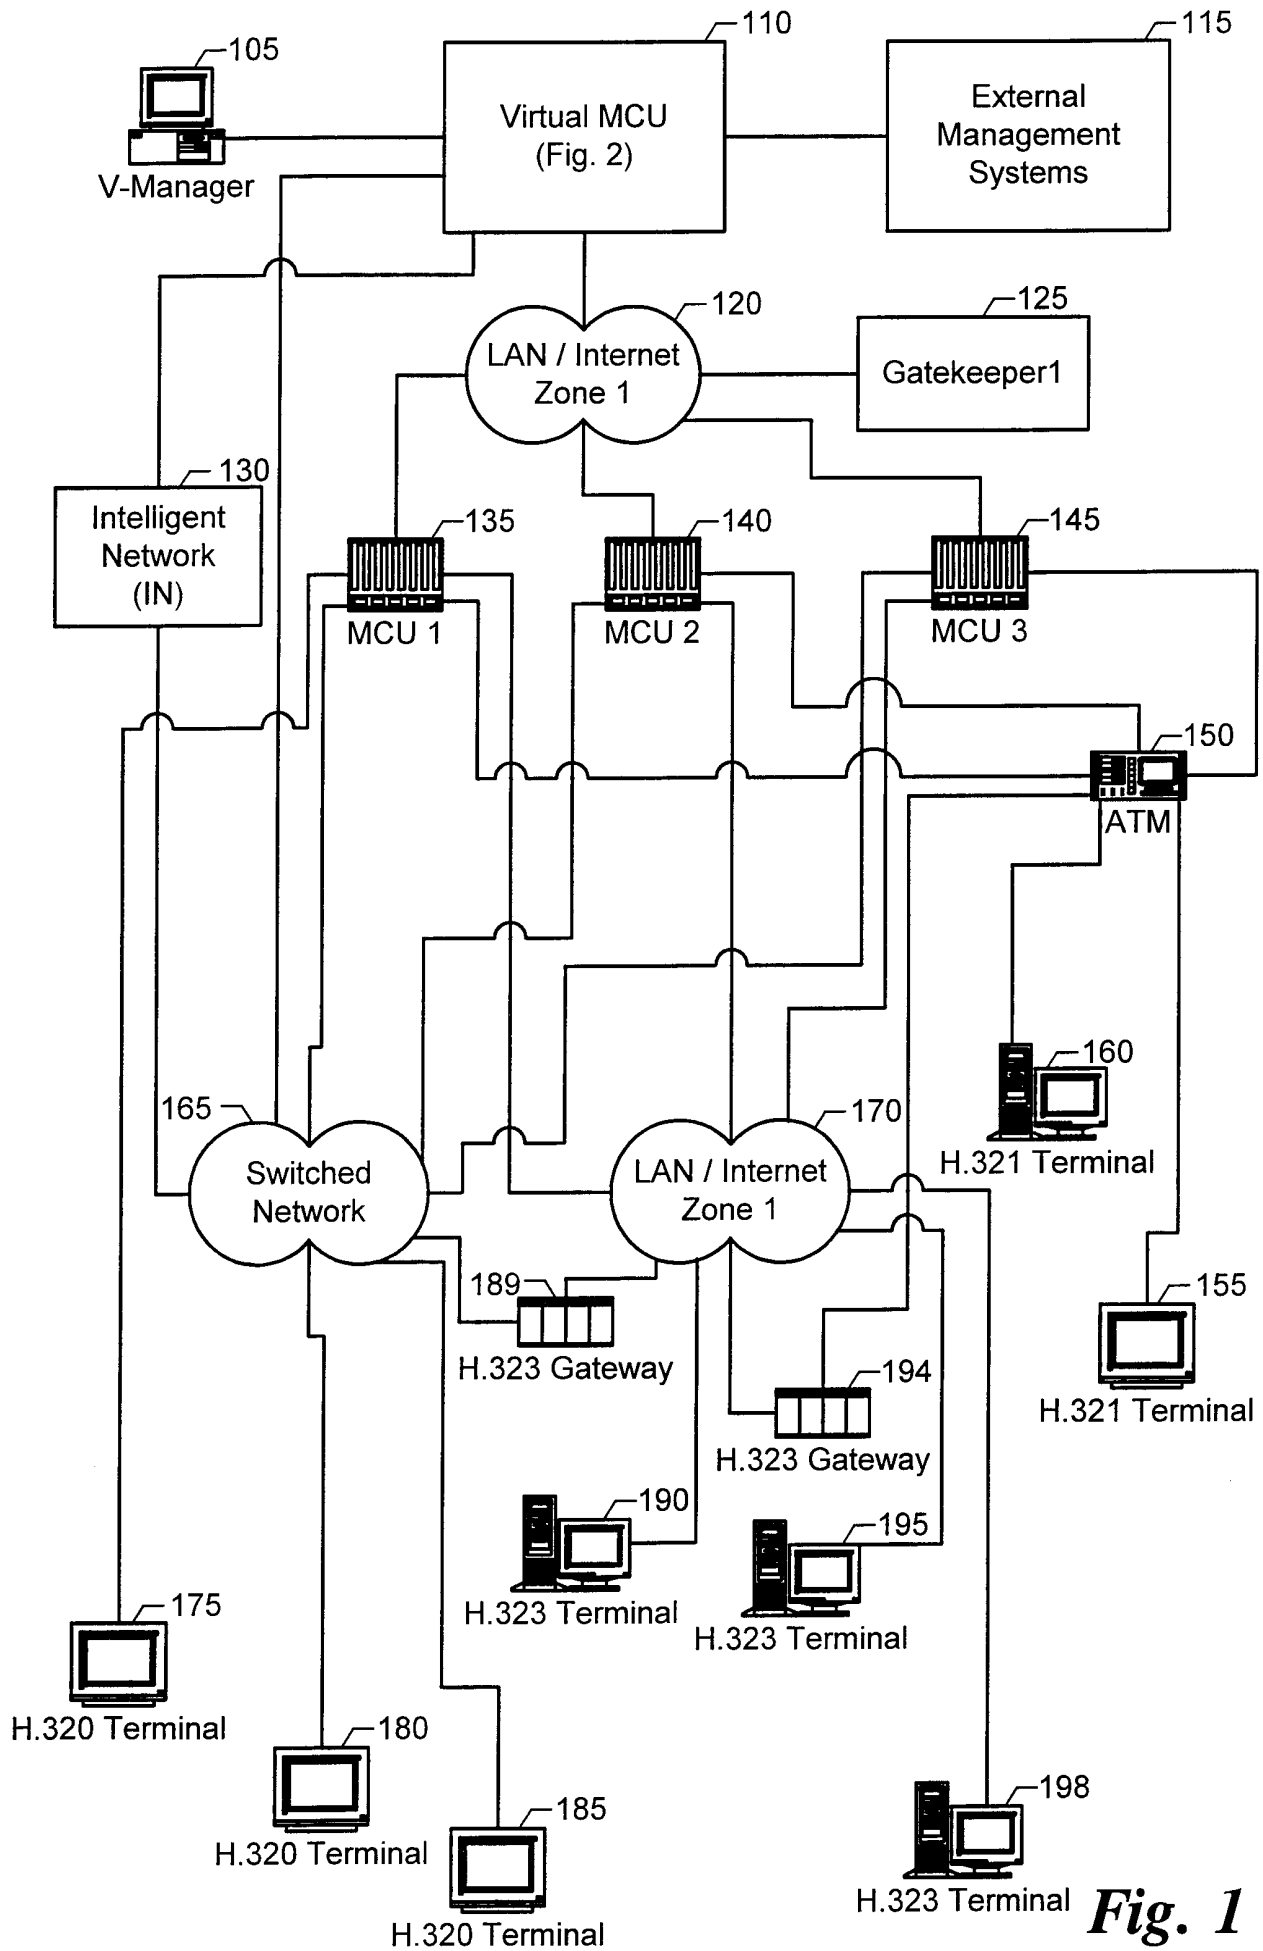 110
115
105
Virtual MCU
(Fig. 2)
External
Management
Systems
V-Manager
120
125
LAN / Internet
Zone 1
Gatekeeper1
130
135
140
145
Intelligent
Network
(IN)
MCU 1
MCU 2
MCU 3
150
ATM
160
165
170
H.321 Terminal
Switched
Network
LAN / Internet
Zone 1
189
155
H.323 Gateway
194
H.321 Terminal
H.323 Gateway
190
195
175
H.323 Terminal
H.323 Terminal
H.320 Terminal
180
198
185
H.320 Terminal
H.323 Terminal
H.320 Terminal
Fig. 1